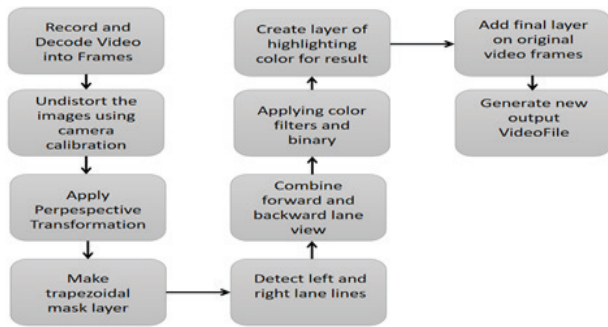 Record and
Decode Video
into Frames
Undistort the
images using
camera
calibration
Apply
Perpespective
Transformation
Make
trapezoidal
mask layer
Detect left and
right lane lines
Combine
forward and
backward lane
view
Applying color
filters and
binary
Create layer of
highlighting
color for result
Add final layer
on original
video frames
Generate new
output
VideoFile